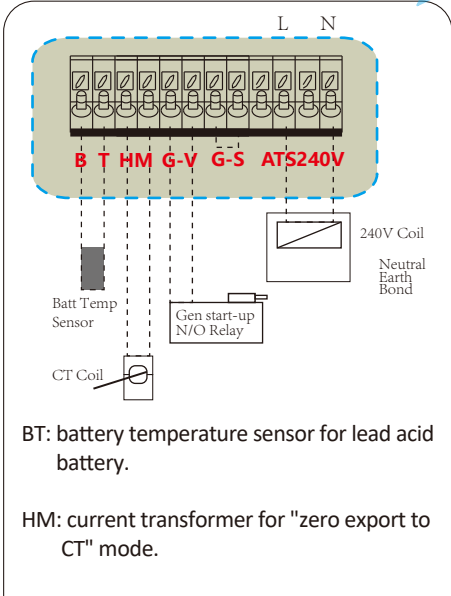 L N
B T HM G-V G-S ATS240V
240V Coil
Neutral
Earth
Bond
Batt Temp
Sensor
Gen start-up
N/O Relay
CT Coil
BT: battery temperature sensor for lead acid
battery.
HM: current transformer for "zero export to
CT" mode.